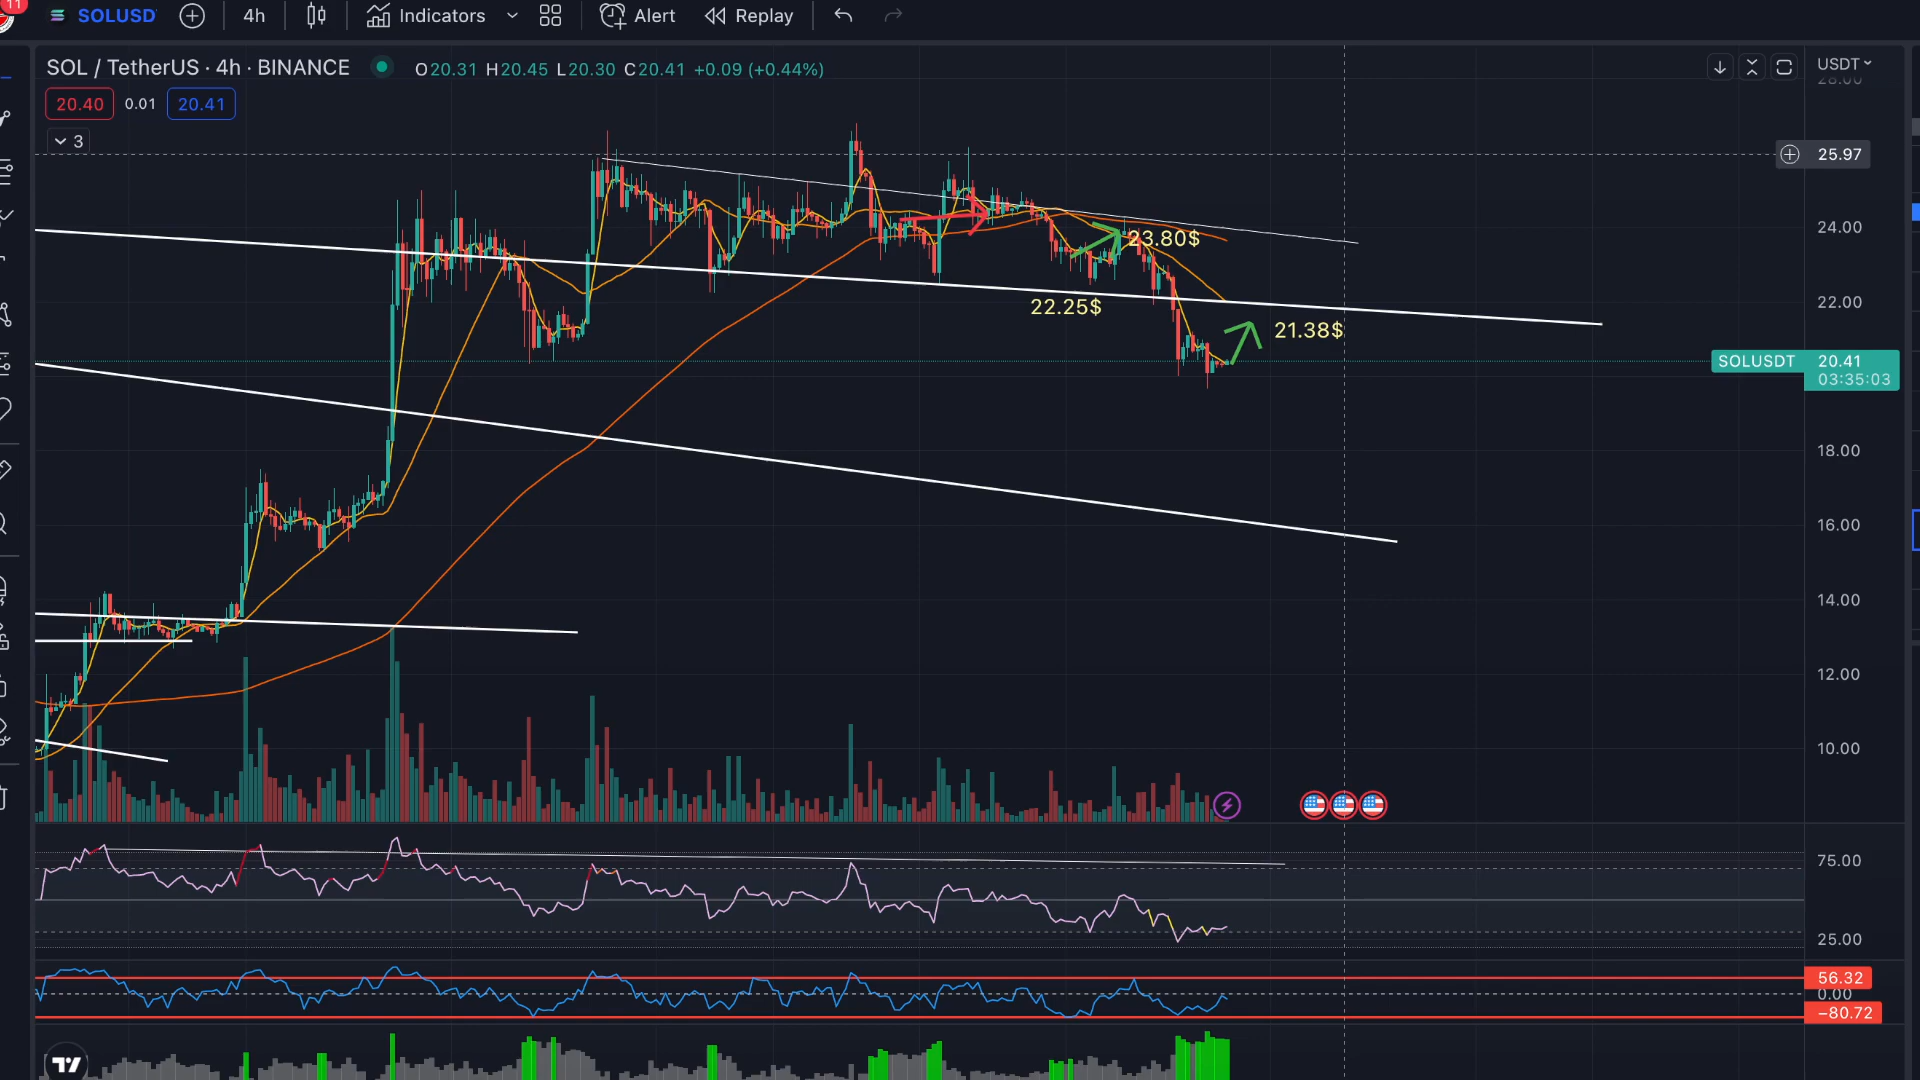 11
SOLUSD
4h
Indicators
Alert
Replay
SOL / TetherUS · 4h · BINANCE
O20.31 H20.45 L20.30 C20.41 +0.09 (+0.44%)
USDT
28.00
20.40
0.01
20.41
3
25.97
24.00
23.80$
22.25$
22.00
21.38$
SOLUSDT
20.41
03:35:03
18.00
16.00
14.00
12.00
10.00
75.00
25.00
56.32
0.00
−80.72